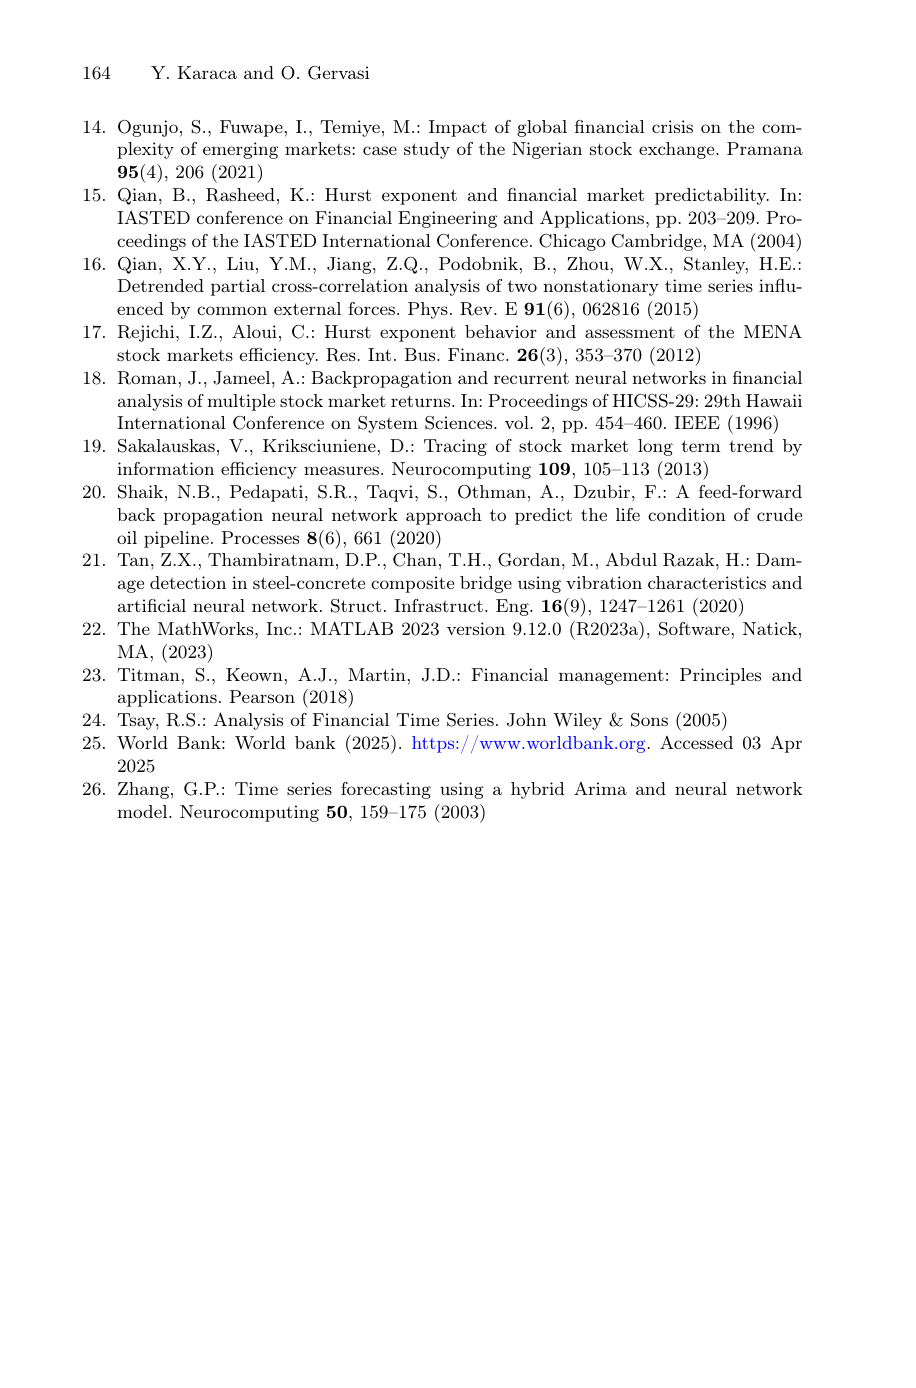 164 Y. Karaca and O. Gervasi
14. Ogunjo, S., Fuwape, I., Temiye, M.: Impact of global financial crisis on the com-
plexity of emerging markets: case study of the Nigerian stock exchange. Pramana
95(4), 206 (2021)
15. Qian, B., Rasheed, K.: Hurst exponent and financial market predictability. In:
IASTED conference on Financial Engineering and Applications, pp. 203–209. Pro-
ceedings of the IASTED International Conference. Chicago Cambridge, MA (2004)
16. Qian, X.Y., Liu, Y.M., Jiang, Z.Q., Podobnik, B., Zhou, W.X., Stanley, H.E.:
Detrended partial cross-correlation analysis of two nonstationary time series influ-
enced by common external forces. Phys. Rev. E 91(6), 062816 (2015)
17. Rejichi, I.Z., Aloui, C.: Hurst exponent behavior and assessment of the MENA
stock markets efficiency. Res. Int. Bus. Financ. 26(3), 353–370 (2012)
18. Roman, J., Jameel, A.: Backpropagation and recurrent neural networks in financial
analysis of multiple stock market returns. In: Proceedings of HICSS-29: 29th Hawaii
International Conference on System Sciences. vol. 2, pp. 454–460. IEEE (1996)
19. Sakalauskas, V., Kriksciuniene, D.: Tracing of stock market long term trend by
information efficiency measures. Neurocomputing 109, 105–113 (2013)
20. Shaik, N.B., Pedapati, S.R., Taqvi, S., Othman, A., Dzubir, F.: A feed-forward
back propagation neural network approach to predict the life condition of crude
oil pipeline. Processes 8(6), 661 (2020)
21. Tan, Z.X., Thambiratnam, D.P., Chan, T.H., Gordan, M., Abdul Razak, H.: Dam-
age detection in steel-concrete composite bridge using vibration characteristics and
artificial neural network. Struct. Infrastruct. Eng. 16(9), 1247–1261 (2020)
22. The MathWorks, Inc.: MATLAB 2023 version 9.12.0 (R2023a), Software, Natick,
MA, (2023)
23. Titman, S., Keown, A.J., Martin, J.D.: Financial management: Principles and
applications. Pearson (2018)
24. Tsay, R.S.: Analysis of Financial Time Series. John Wiley & Sons (2005)
25. World Bank: World bank (2025). https://www.worldbank.org. Accessed 03 Apr
2025
26. Zhang, G.P.: Time series forecasting using a hybrid Arima and neural network
model. Neurocomputing 50, 159–175 (2003)